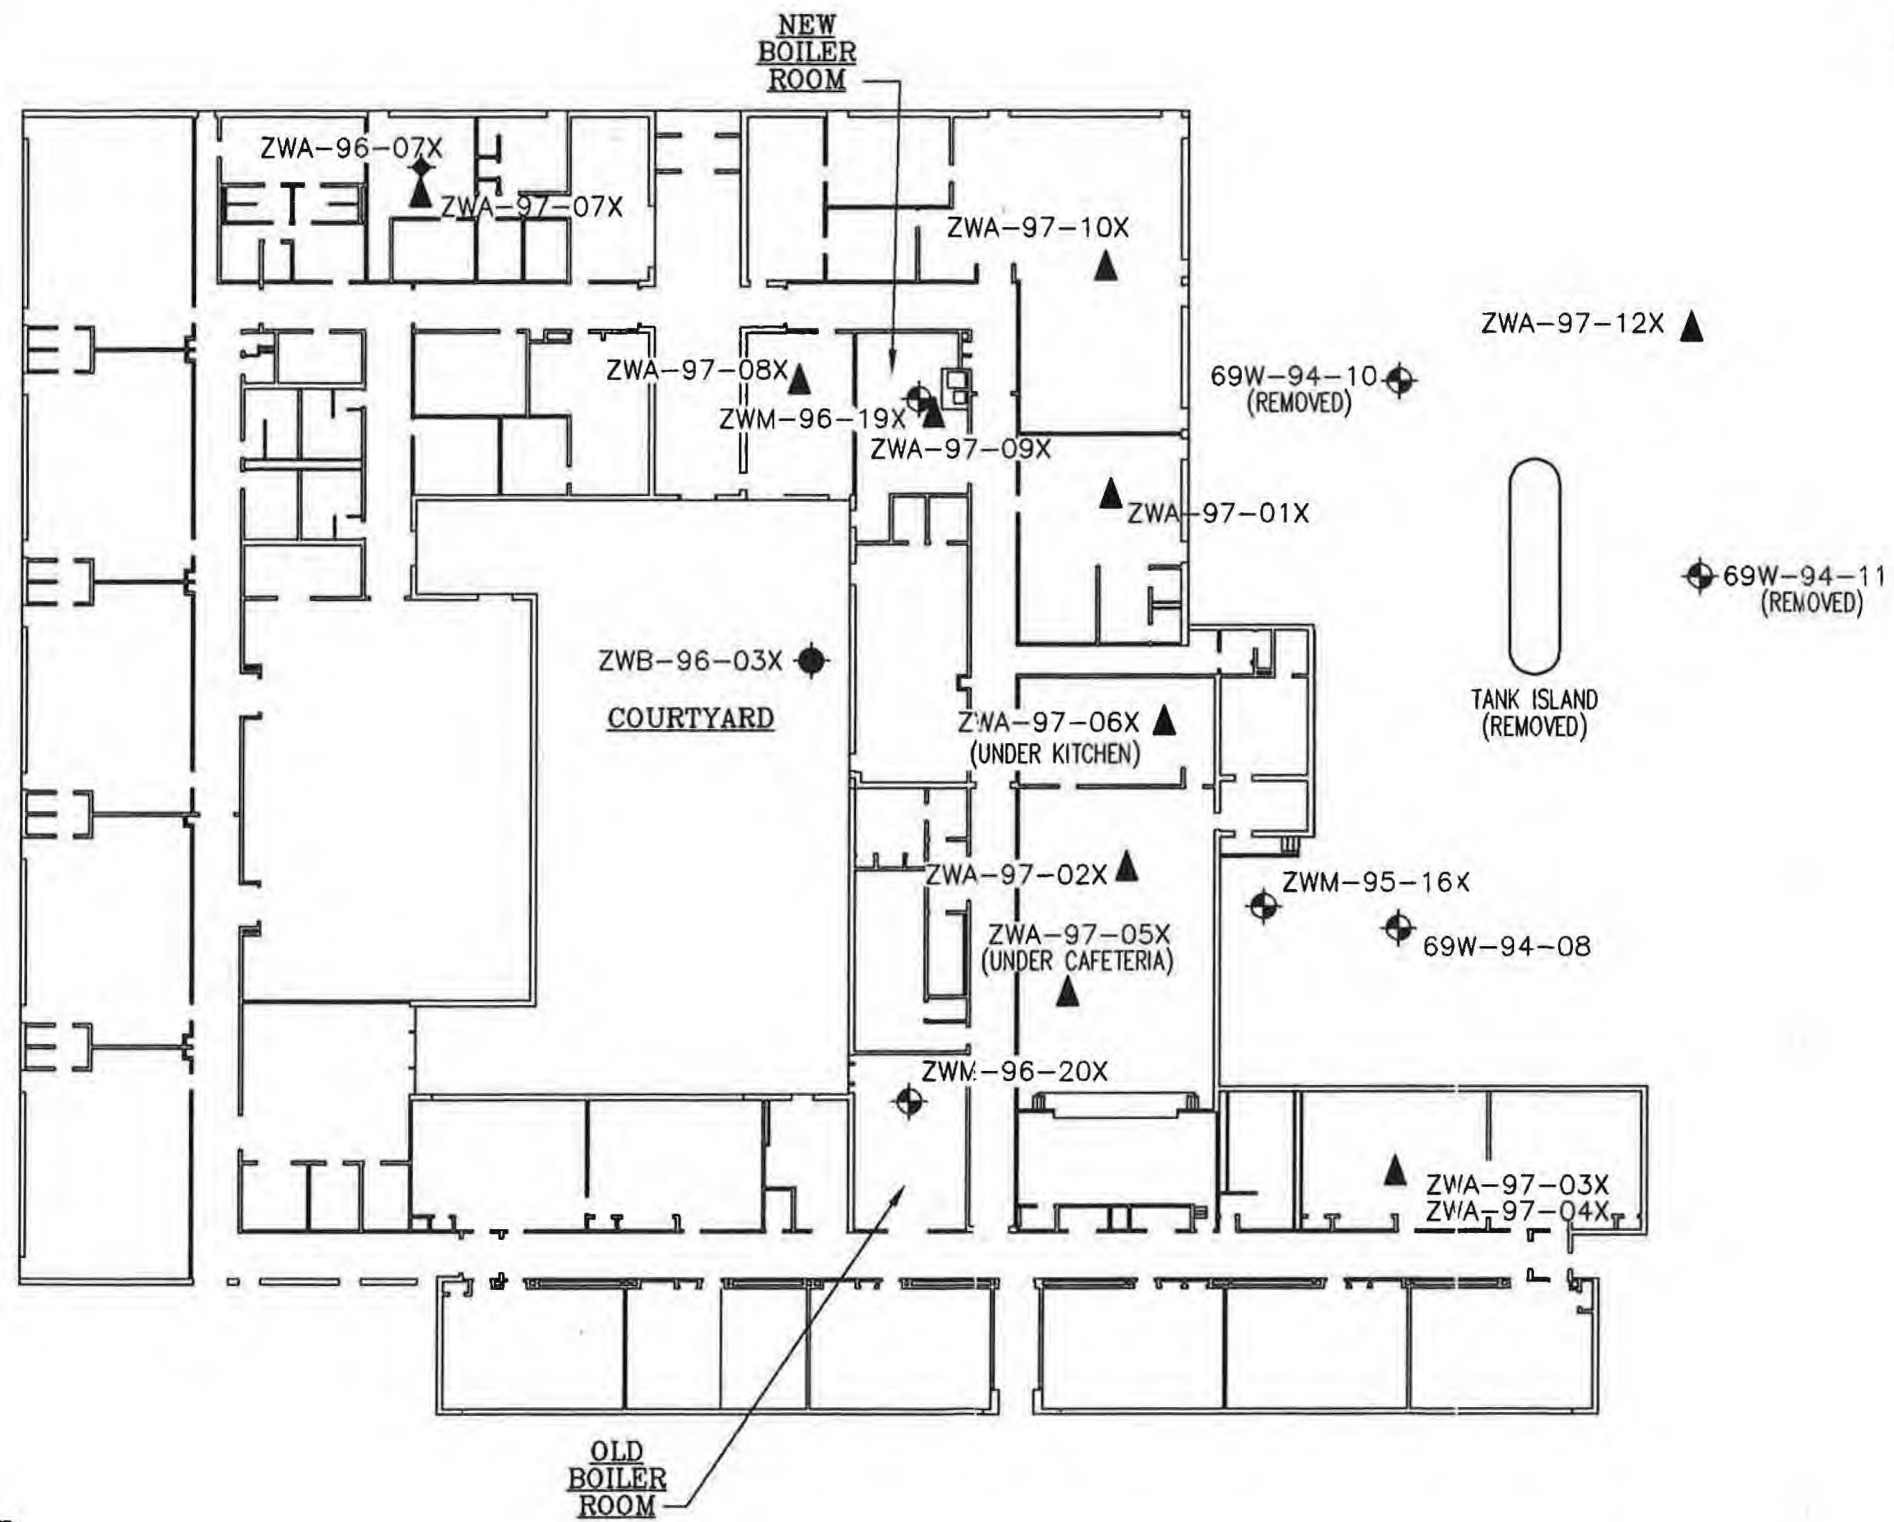 NEW
BOILER
ROOM
ZWA-96-07X
ZWA-97-07X
ZWA-97-10X
ZWA-97-12X
ZWA-97-08X
69W-94-10
(REMOVED)
ZWM-96-19X
ZWA-97-09X
ZWA-97-01X
69W-94-11
(REMOVED)
ZWB-96-03X
COURTYARD
TANK ISLAND
(REMOVED)
ZWA-97-06X
(UNDER KITCHEN)
ZWA-97-02X
ZWM-95-16X
ZWA-97-05X
(UNDER CAFETERIA)
69W-94-08
ZWM-96-20X
ZWA-97-03X
ZWA-97-04X
OLD
BOILER
ROOM